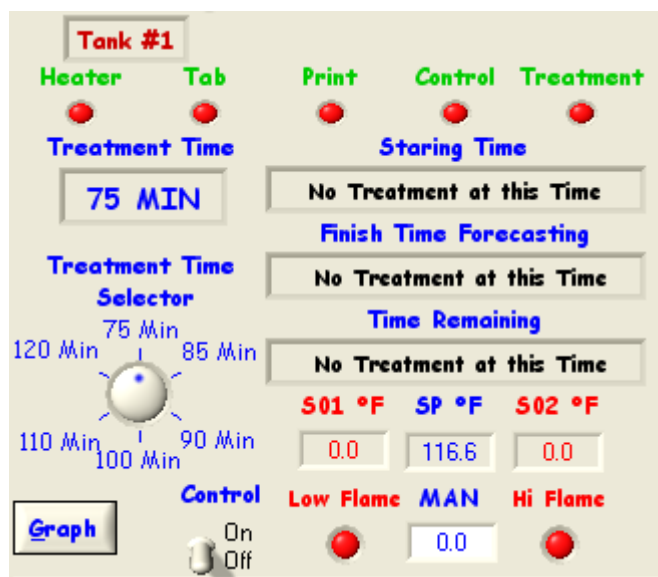 Tank #1
Heater Tab Print Control Treatment
Treatment Time
75 MIN
Staring Time
No Treatment at this Time
Finish Time Forecasting
No Treatment at this Time
Time Remaining
No Treatment at this Time
Treatment Time
Selector
75 Min
120 Min 85 Min
110 Min 90 Min
100 Min
S01 °F SP °F S02 °F
0.0 116.6 0.0
Graph
Control
On
Off
Low Flame MAN Hi Flame
0.0